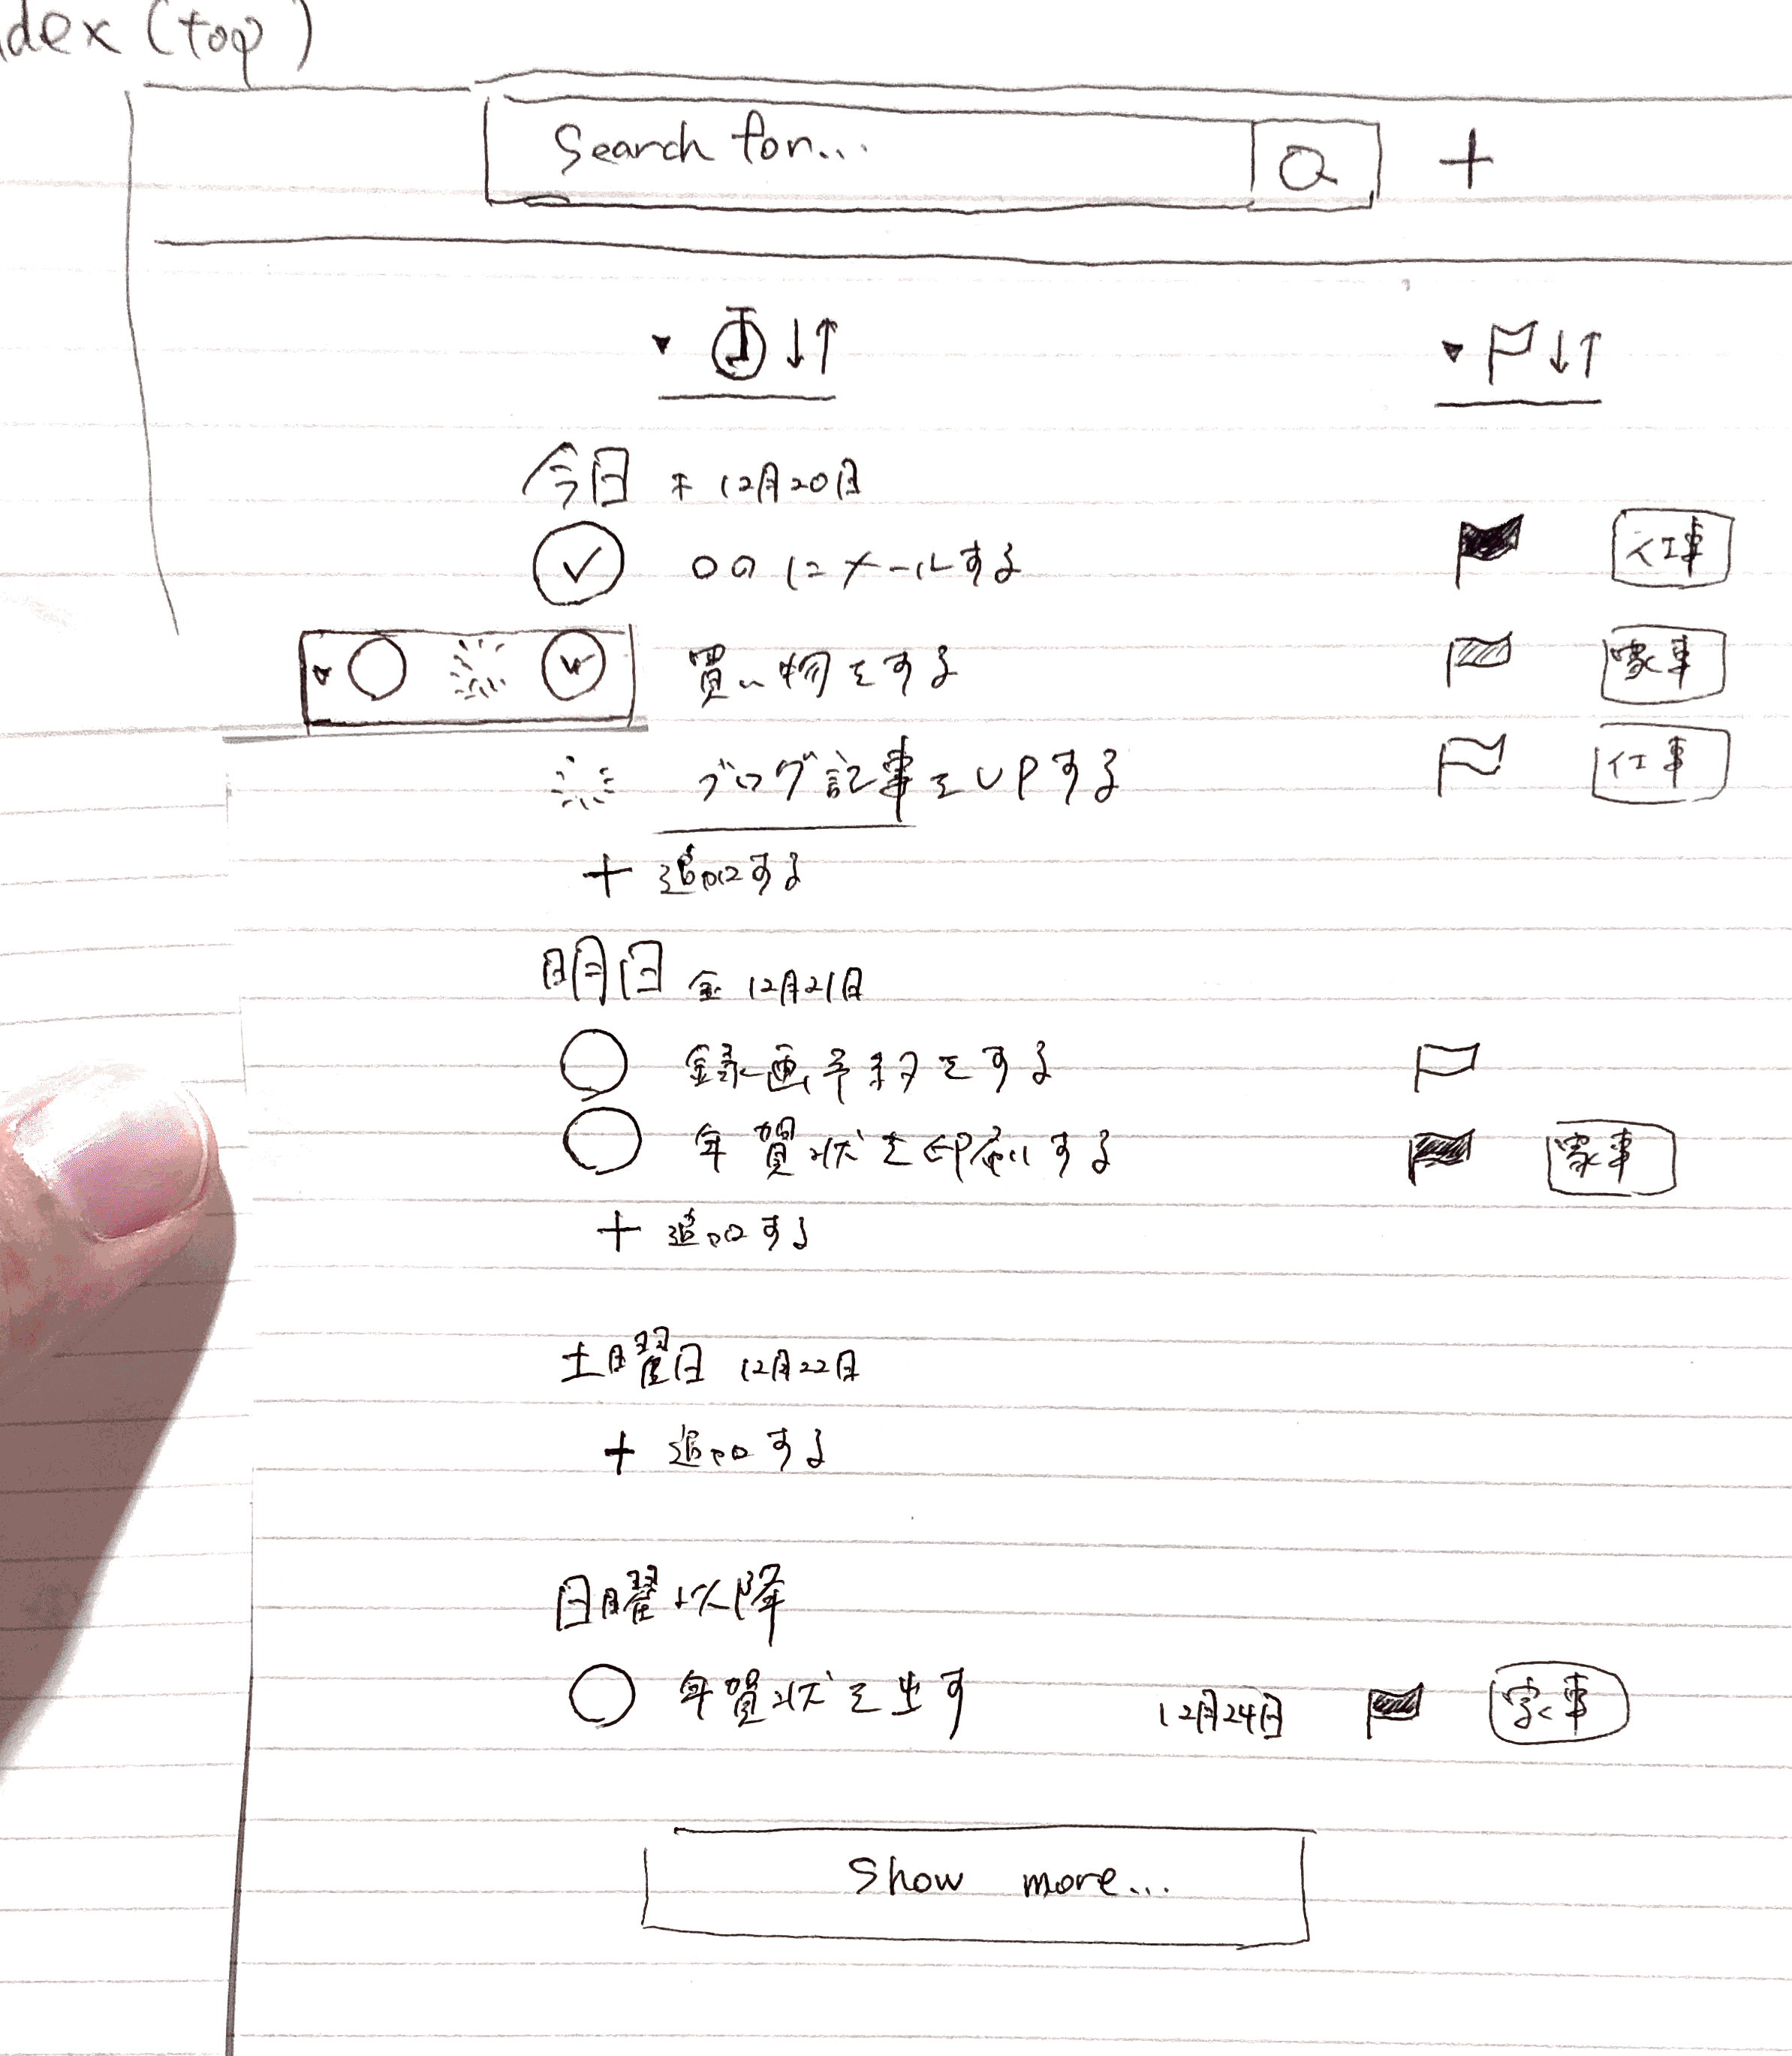 dex (top)
Search for...
+
▼ ↓↑ ▼ ↓↑
今日 木 12月20日
○○にメールする 仕事
買い物をする 家事
ブログ記事をUPする 仕事
+ 追加する
明日 金 12月21日
録画予約をする
年賀状を印刷する 家事
+ 追加する
土曜日 12月22日
+ 追加する
日曜以降
年賀状を出す 12月24日 家事
Show more...